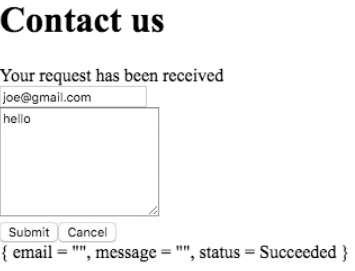 Contact us
Your request has been received
joe@gmail.com
hello
Submit Cancel
{ email = "", message = "", status = Succeeded }